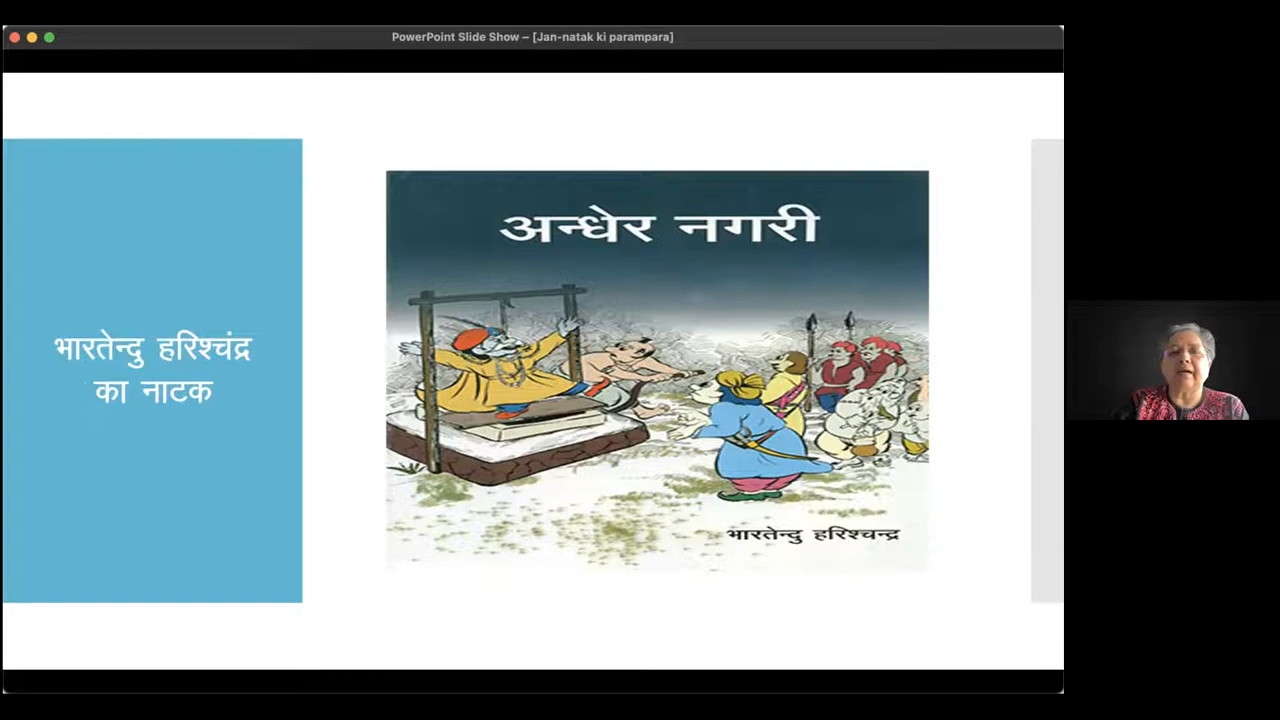 PowerPoint Slide Show – [Jan-natak ki parampara]
भारतेन्दु हरिश्चंद्र
का नाटक
अन्धेर नगरी
भारतेन्दु हरिश्चन्द्र